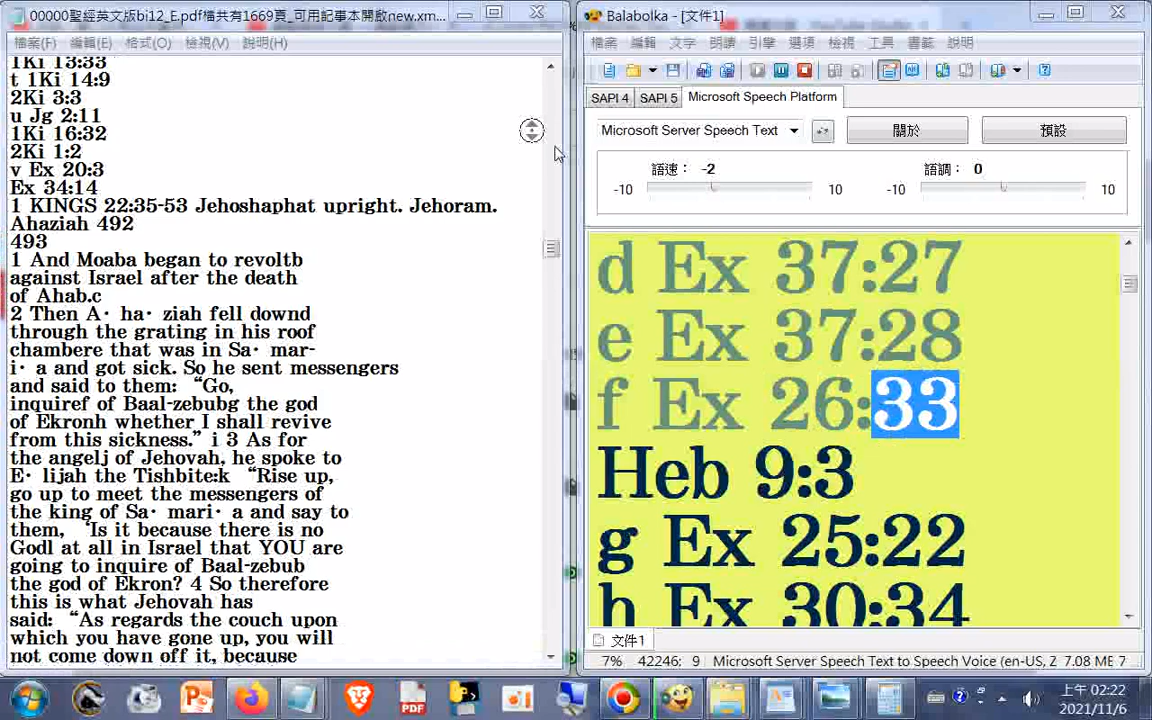 00000聖經英文版bi12_E.pdf檔共有1669頁_可用記事本開啟new.xm...
檔案(F) 編輯(E) 格式(O) 檢視(V) 說明(H)
1Ki 13:33
t 1Ki 14:9
2Ki 3:3
u Jg 2:11
1Ki 16:32
2Ki 1:2
v Ex 20:3
Ex 34:14
1 KINGS 22:35-53 Jehoshaphat upright. Jehoram.
Ahaziah 492
493
1 And Moaba began to revoltb
against Israel after the death
of Ahab.c
2 Then A· ha· ziah fell downd
through the grating in his roof
chambere that was in Sa· mar-
i· a and got sick. So he sent messengers
and said to them: “Go,
inquiref of Baal-zebubg the god
of Ekronh whether I shall revive
from this sickness.” i 3 As for
the angelj of Jehovah, he spoke to
E· lijah the Tishbite:k “Rise up,
go up to meet the messengers of
the king of Sa· mari· a and say to
them, ‘Is it because there is no
Godl at all in Israel that YOU are
going to inquire of Baal-zebub
the god of Ekron? 4 So therefore
this is what Jehovah has
said: “As regards the couch upon
which you have gone up, you will
not come down off it, because
Balabolka - [文件1]
檔案 編輯 文字 朗讀 引擎 選項 檢視 工具 書籤 說明
SAPI 4 SAPI 5 Microsoft Speech Platform
Microsoft Server Speech Text 關於 預設
語速: -2 語調: 0
-10 10 -10 10
d Ex 37:27
e Ex 37:28
f Ex 26:33
Heb 9:3
g Ex 25:22
h Ex 30:34
文件1
7% 42246: 9 Microsoft Server Speech Text to Speech Voice (en-US, Z 7.08 MB 7
上午 02:22
2021/11/6